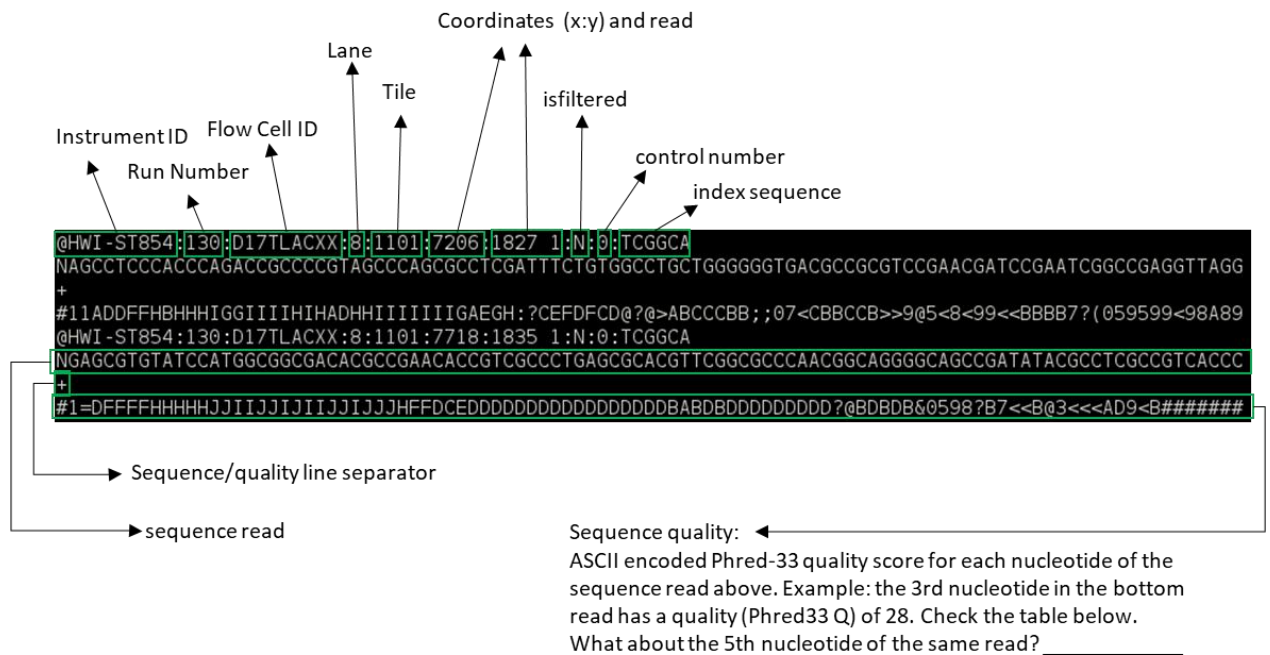 Coordinates (x:y) and read
Lane
Tile
isfiltered
Instrument ID
Flow Cell ID
Run Number
control number
index sequence
@HWI-ST854:130:D17TLACXX:8:1101:7206:1827 1:N:0:TCGGCA
NAGCCTCCCACCCAGACCGCCCCGTAGCCCAGCGCCTCGATTTCTGTGGCCTGCTGGGGGGTGACGCCGCGTCCGAACGATCCGAATCGGCCGAGGTTAGG
+
#11ADDFFHBHHHIGGIIIIHIHADHHIIIIIIIGAEGH:?CEFDFCD@?@>ABCCCBB;;07<CBBCCB>>9@5<8<99<<BBBB7?(059599<98A89
@HWI-ST854:130:D17TLACXX:8:1101:7718:1835 1:N:0:TCGGCA
NGAGCGTGTATCCATGGCGGCGACACGCCGAACACCGTCGCCCTGAGCGCACGTTCGGCGCCCAACGGCAGGGGCAGCCGATATACGCCTCGCCGTCACCC
+
#1=DFFFFHHHHHJJIIJJIJIIJJIJJJHFFDCEDDDDDDDDDDDDDDDDDBABDBDDDDDDDDD?@BDBDB&0598?B7<<B@3<<<AD9<B#######
Sequence/quality line separator
sequence read
Sequence quality:
ASCII encoded Phred-33 quality score for each nucleotide of the
sequence read above. Example: the 3rd nucleotide in the bottom
read has a quality (Phred33 Q) of 28. Check the table below.
What about the 5th nucleotide of the same read? ______________